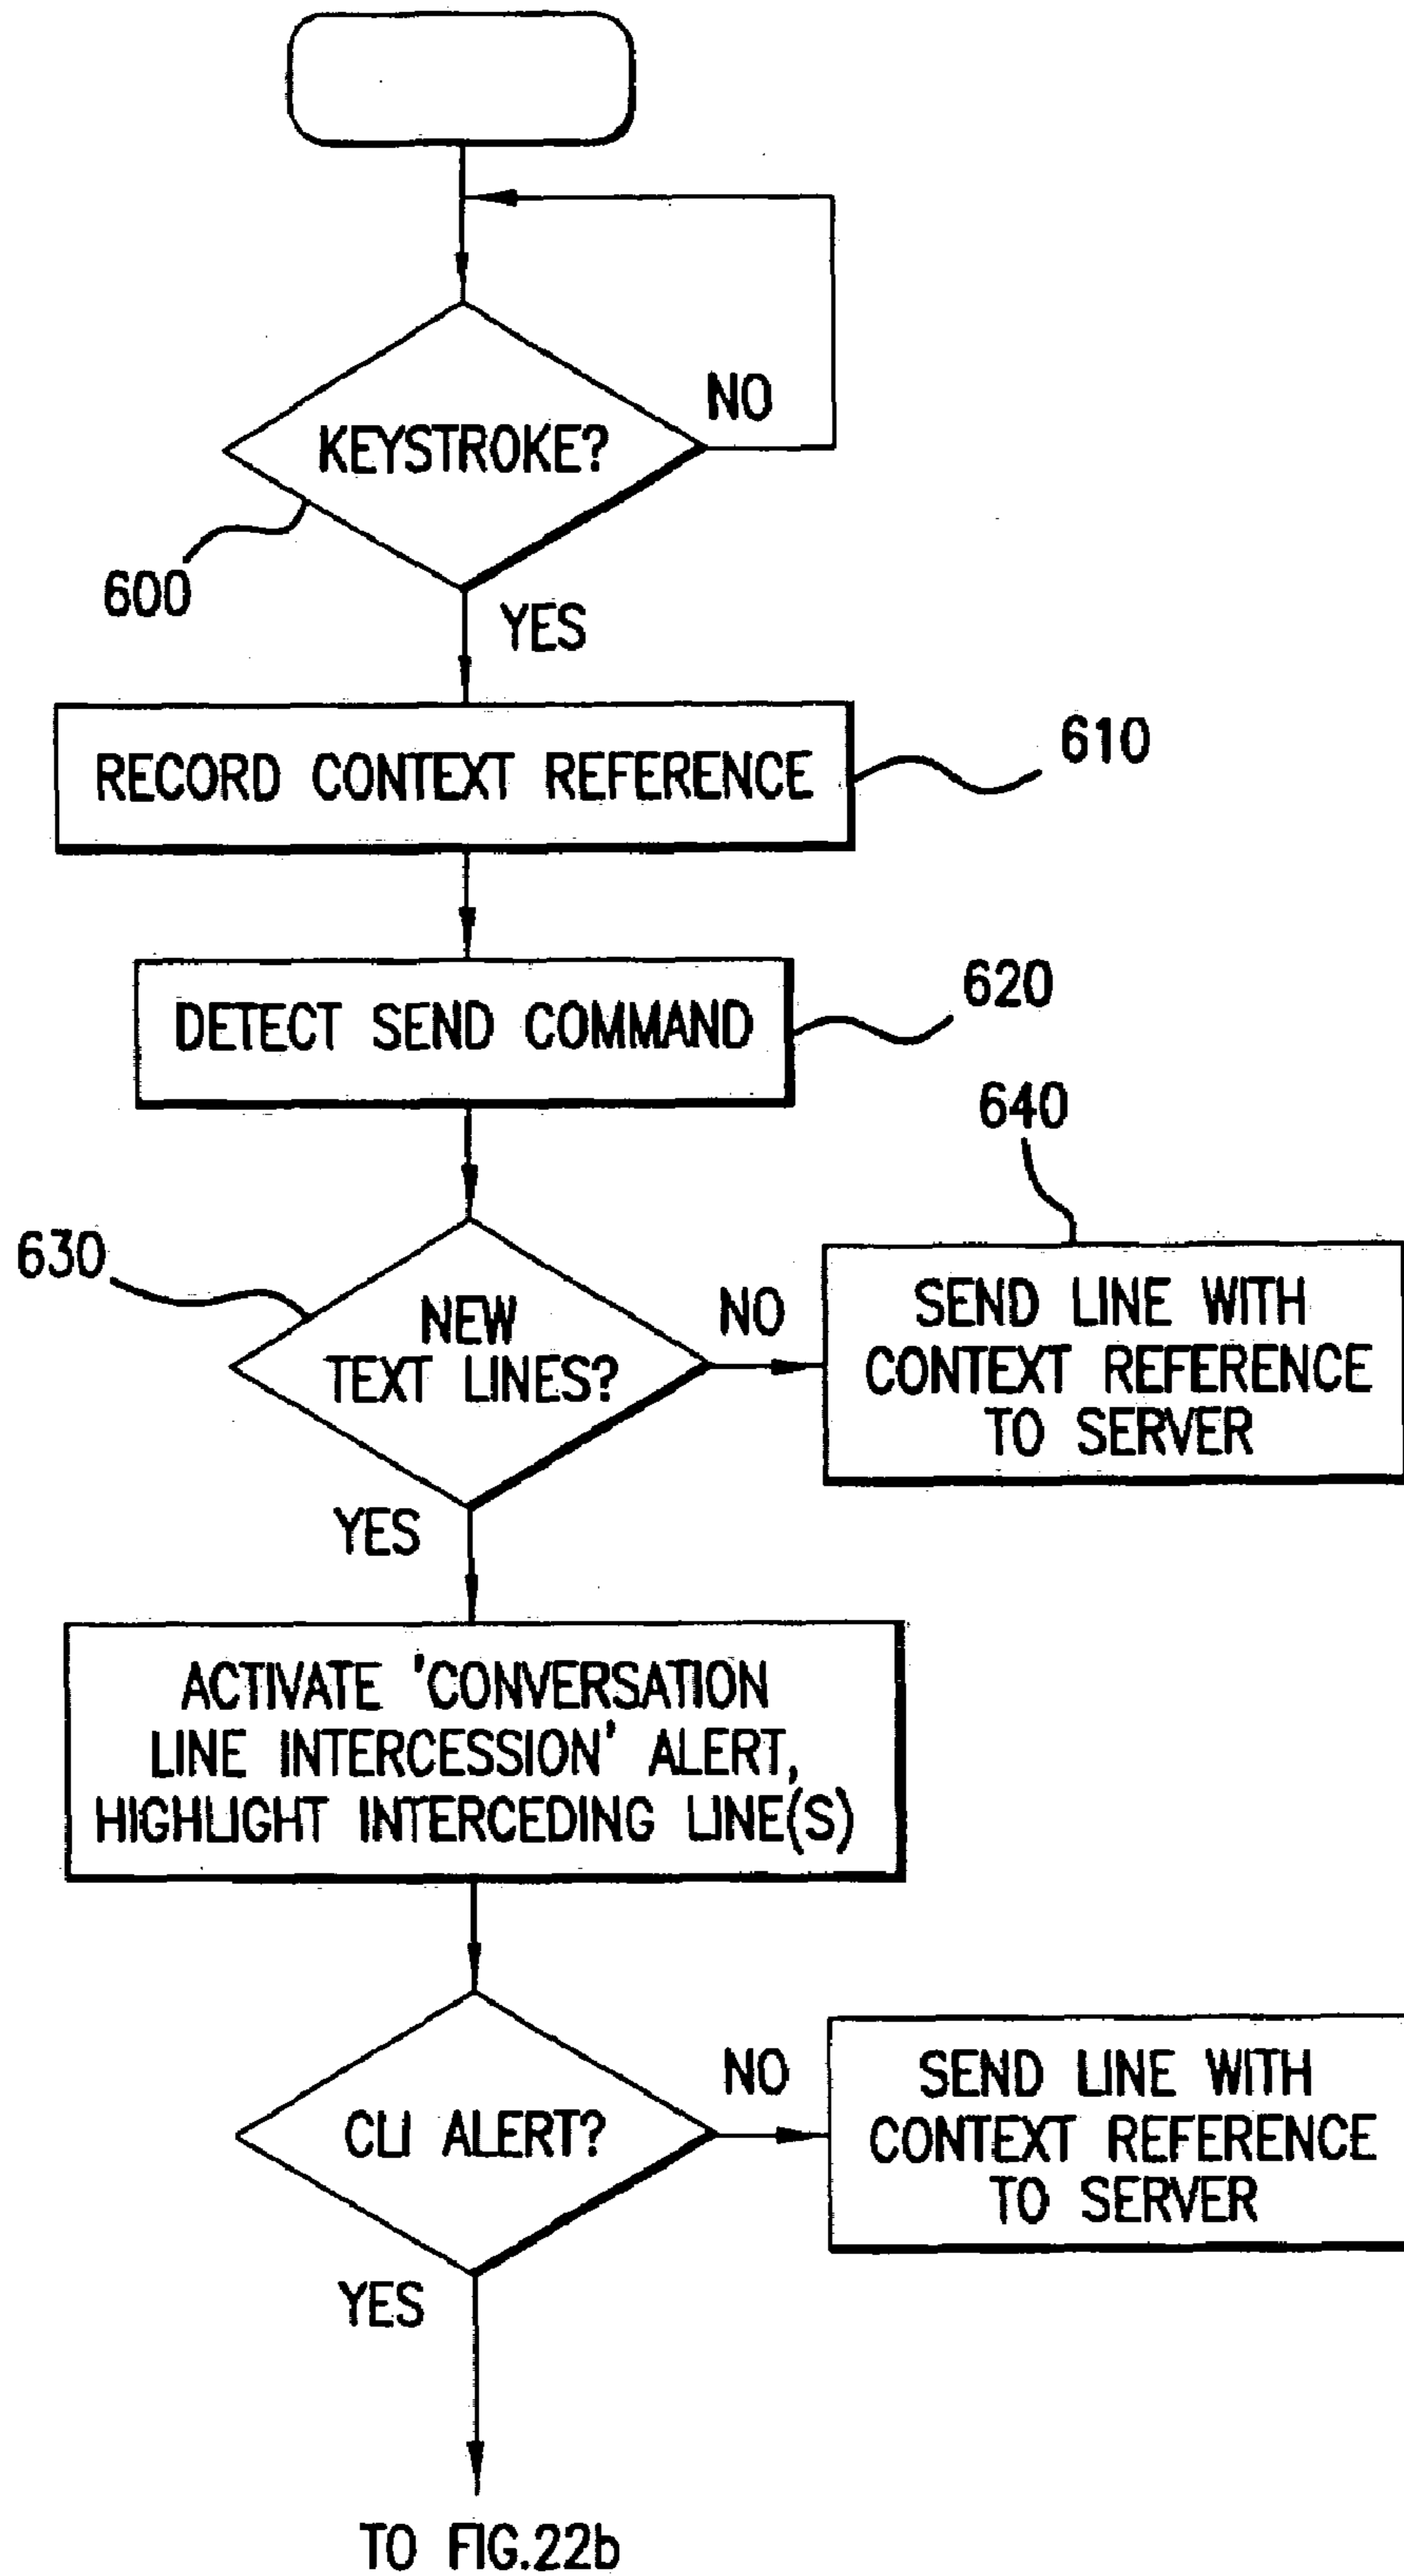 NO
KEYSTROKE?
600
YES
RECORD CONTEXT REFERENCE
610
DETECT SEND COMMAND
620
640
630
NEW
TEXT LINES?
NO
SEND LINE WITH
CONTEXT REFERENCE
TO SERVER
YES
ACTIVATE 'CONVERSATION
LINE INTERCESSION' ALERT,
HIGHLIGHT INTERCEDING LINE(S)
CLI ALERT?
NO
SEND LINE WITH
CONTEXT REFERENCE
TO SERVER
YES
TO FIG.22b